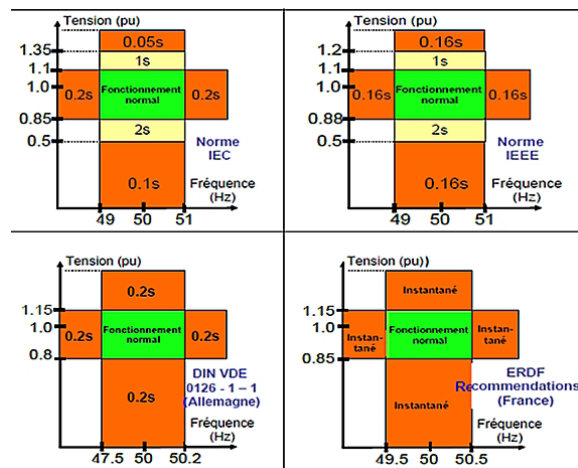 Tension (pu)
1.35
1.1
1.0
0.85
0.5
0.05s
1s
0.2s
Fonctionnement
normal
0.2s
2s
Norme
IEC
0.1s
Fréquence
(Hz)
49 50 51
Tension (pu)
1.2
1.1
1.0
0.88
0.5
0.16s
1s
0.16s
Fonctionnement
normal
0.16s
2s
Norme
IEEE
0.16s
Fréquence
(Hz)
49 50 51
Tension (pu)
1.15
1.0
0.8
0.2s
0.2s
Fonctionnement
normal
0.2s
0.2s
DIN VDE
0126 - 1 - 1
(Allemagne)
Fréquence
(Hz)
47.5 50 50.2
Tension (pu))
1.15
1.0
0.85
Instantané
Instan-
tané
Fonctionnement
normal
Instan-
tané
Instantané
ERDF
Recommendations
(France)
Fréquence
(Hz)
49.5 50 50.5